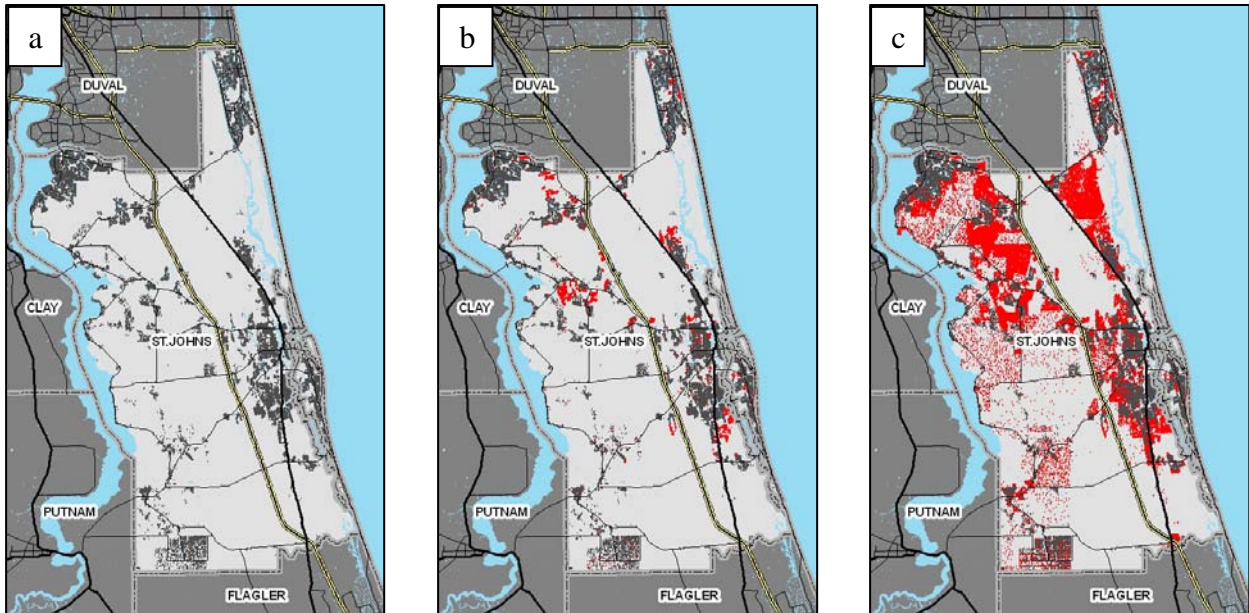 a
DUVAL
CLAY
ST.JOHNS
PUTNAM
FLAGLER
b
DUVAL
CLAY
ST.JOHNS
PUTNAM
FLAGLER
c
DUVAL
CLAY
ST.JOHNS
PUTNAM
FLAGLER